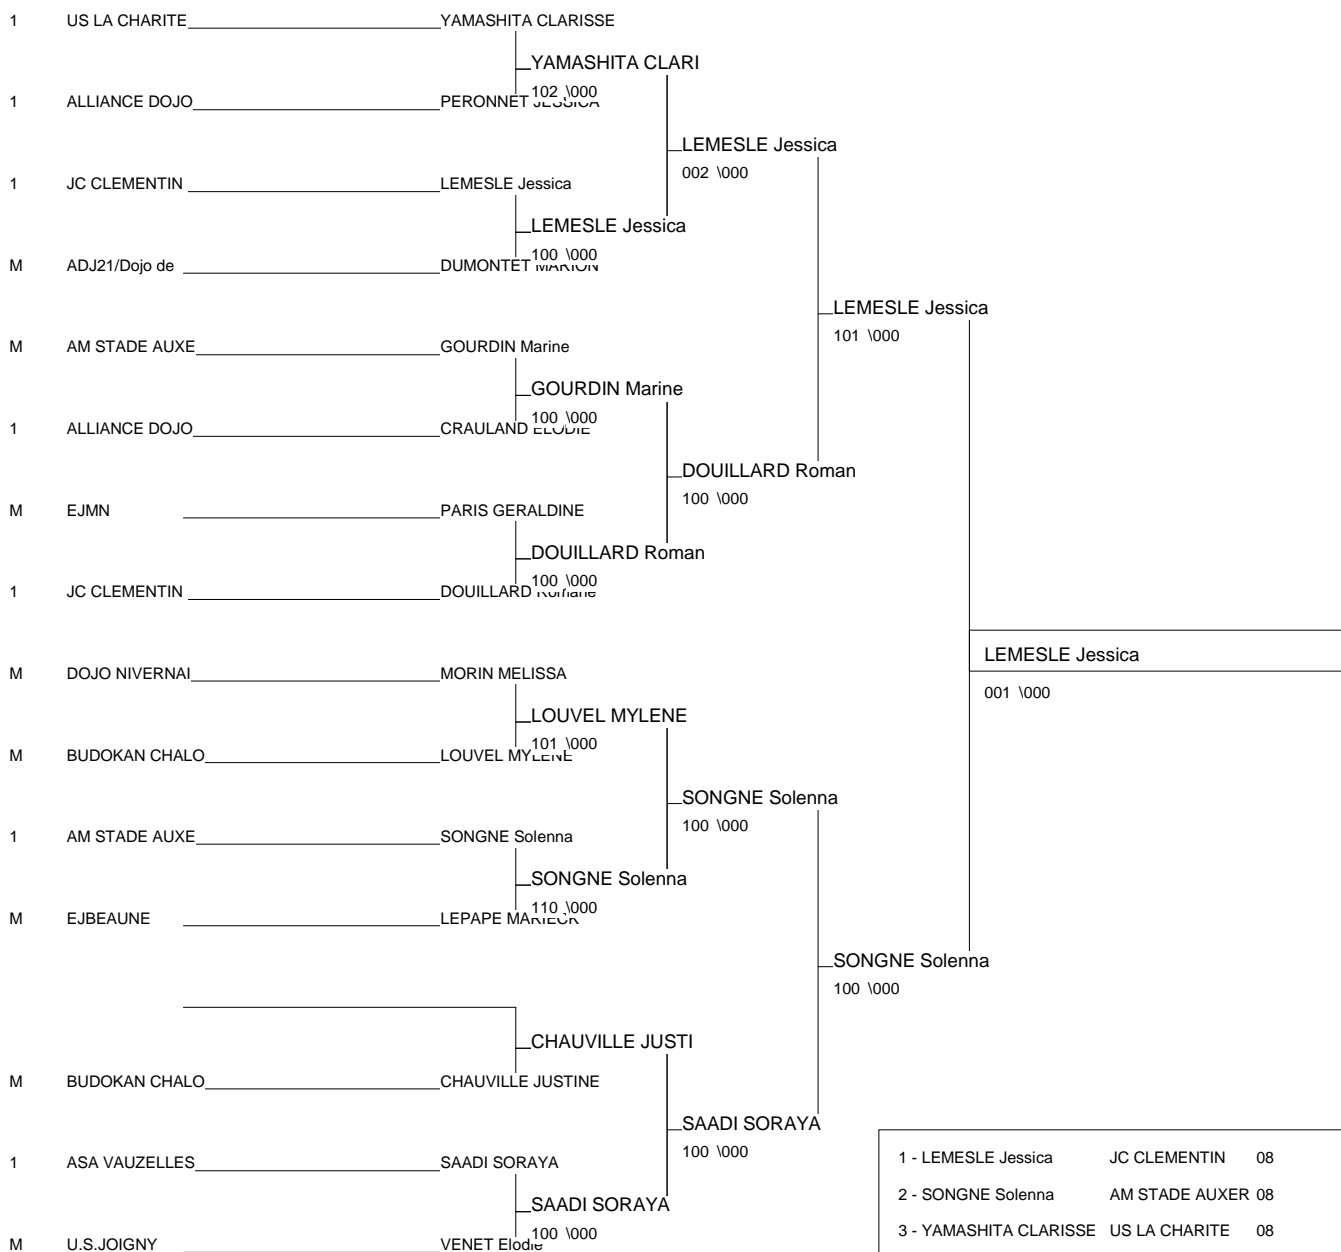 1 US LA CHARITE YAMASHITA CLARISSE
YAMASHITA CLARI
102 \000
1 ALLIANCE DOJO PERONNET JESSICA
LEMESLE Jessica
002 \000
1 JC CLEMENTIN LEMESLE Jessica
LEMESLE Jessica
100 \000
M ADJ21/Dojo de DUMONTET MARION
LEMESLE Jessica
101 \000
M AM STADE AUXE GOURDIN Marine
GOURDIN Marine
100 \000
1 ALLIANCE DOJO CRAULAND ELODIE
DOUILLARD Roman
100 \000
M EJMN PARIS GERALDINE
DOUILLARD Roman
100 \000
1 JC CLEMENTIN DOUILLARD Romane
LEMESLE Jessica
001 \000
M DOJO NIVERNAI MORIN MELISSA
LOUVEL MYLENE
101 \000
M BUDOKAN CHALO LOUVEL MYLENE
SONGNE Solenna
100 \000
1 AM STADE AUXE SONGNE Solenna
SONGNE Solenna
110 \000
M EJBEAUNE LEPAPE MARIECK
SONGNE Solenna
100 \000
CHAUVILLE JUSTI
M BUDOKAN CHALO CHAUVILLE JUSTINE
SAADI SORAYA
100 \000
1 ASA VAUZELLES SAADI SORAYA
SAADI SORAYA
100 \000
M U.S.JOIGNY VENET Elodie
1 - LEMESLE Jessica JC CLEMENTIN 08
2 - SONGNE Solenna AM STADE AUXER 08
3 - YAMASHITA CLARISSE US LA CHARITE 08